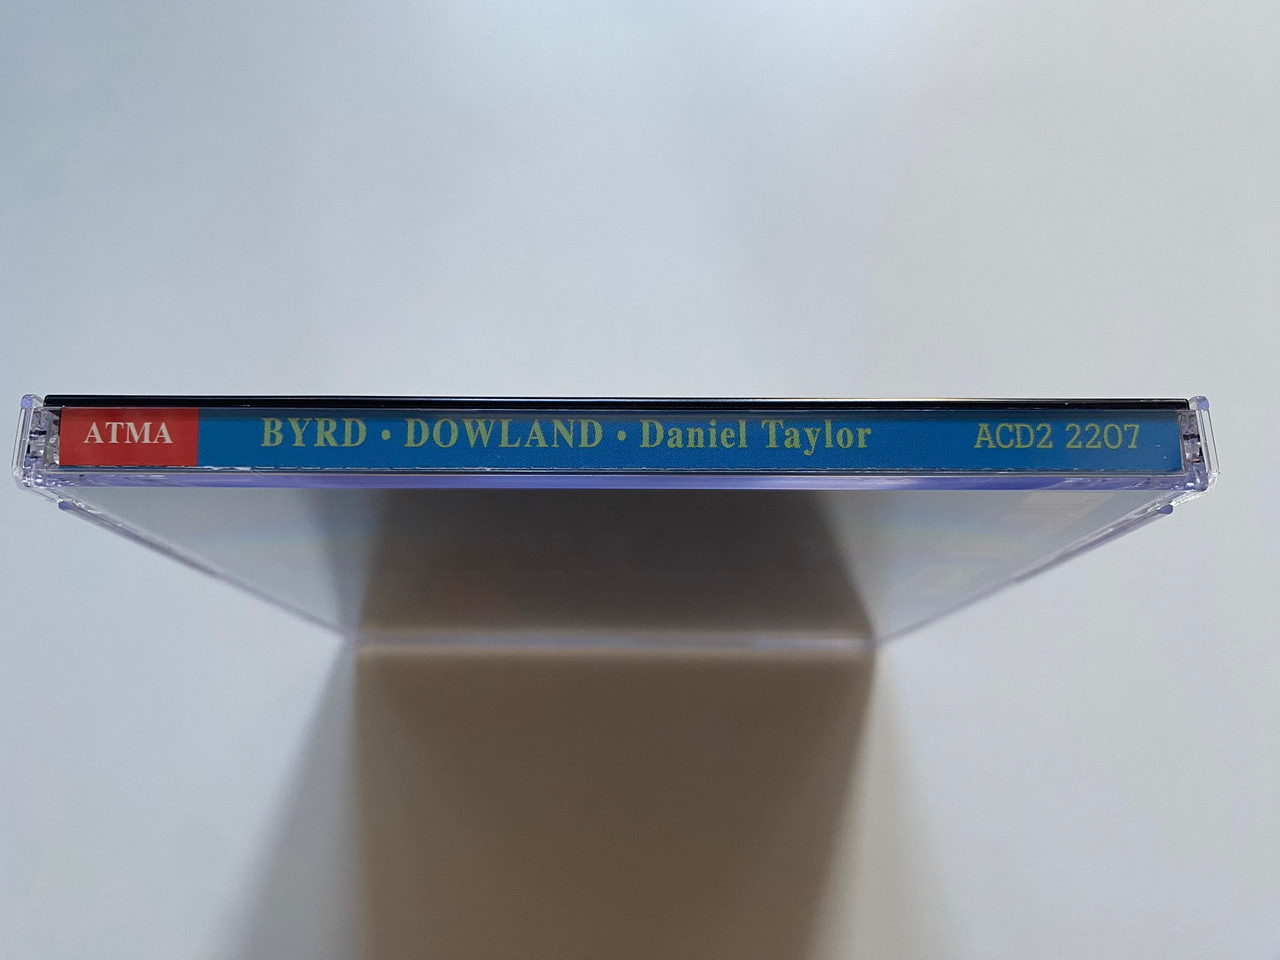 ATMA BYRD • DOWLAND • Daniel Taylor ACD2 2207